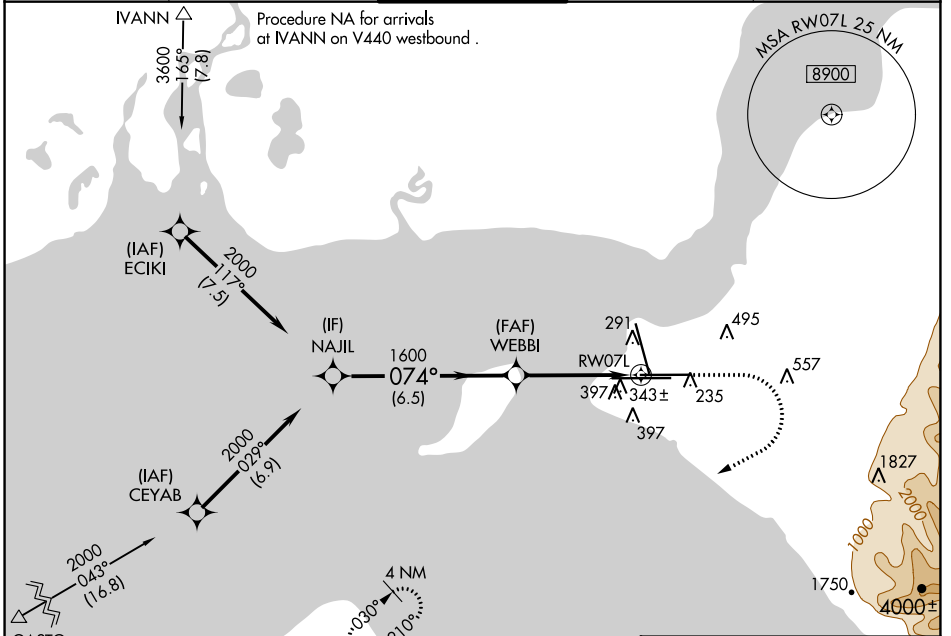 IVANN
Procedure NA for arrivals
at IVANN on V440 westbound .
3600
165°
(7.8)
MSA RW07L 25 NM
8900
(IAF)
ECIKI
2000
117°
(7.5)
(IF)
NAJIL
1600
074°
(6.5)
(FAF)
WEBBI
RW07L
291
495
557
397
343±
235
397
(IAF)
CEYAB
2000
029°
(6.9)
2000
043°
(16.8)
4 NM
030°
210°
1827
2000
1000
1750
4000±